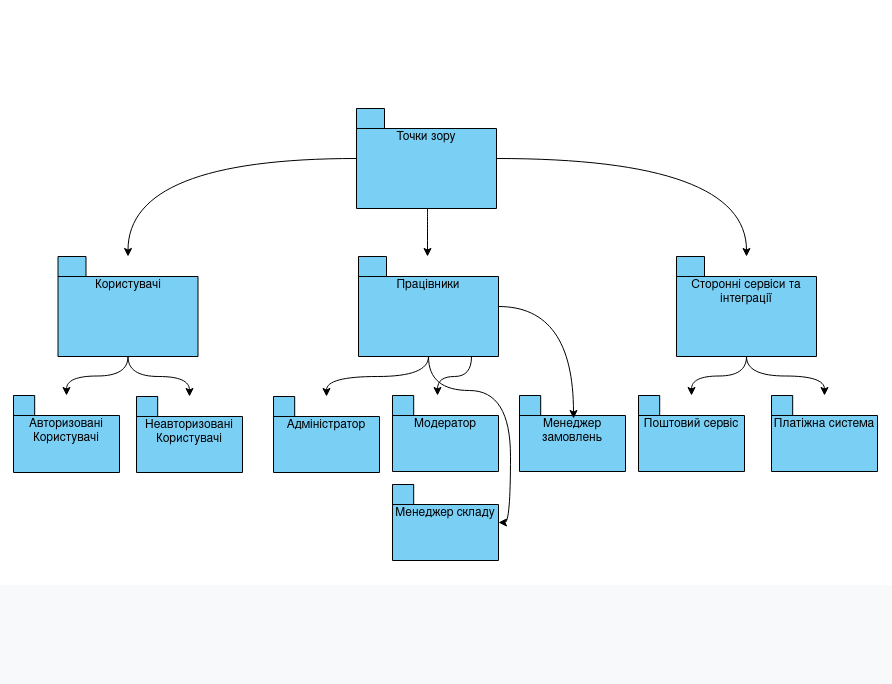 Точки зору
Користувачі
Працівники
Сторонні сервіси та
інтеграції
Авторизовані
Користувачі
Неавторизовані
Користувачі
Адміністратор
Модератор
Менеджер
замовлень
Поштовий сервіс
Платіжна система
Менеджер складу